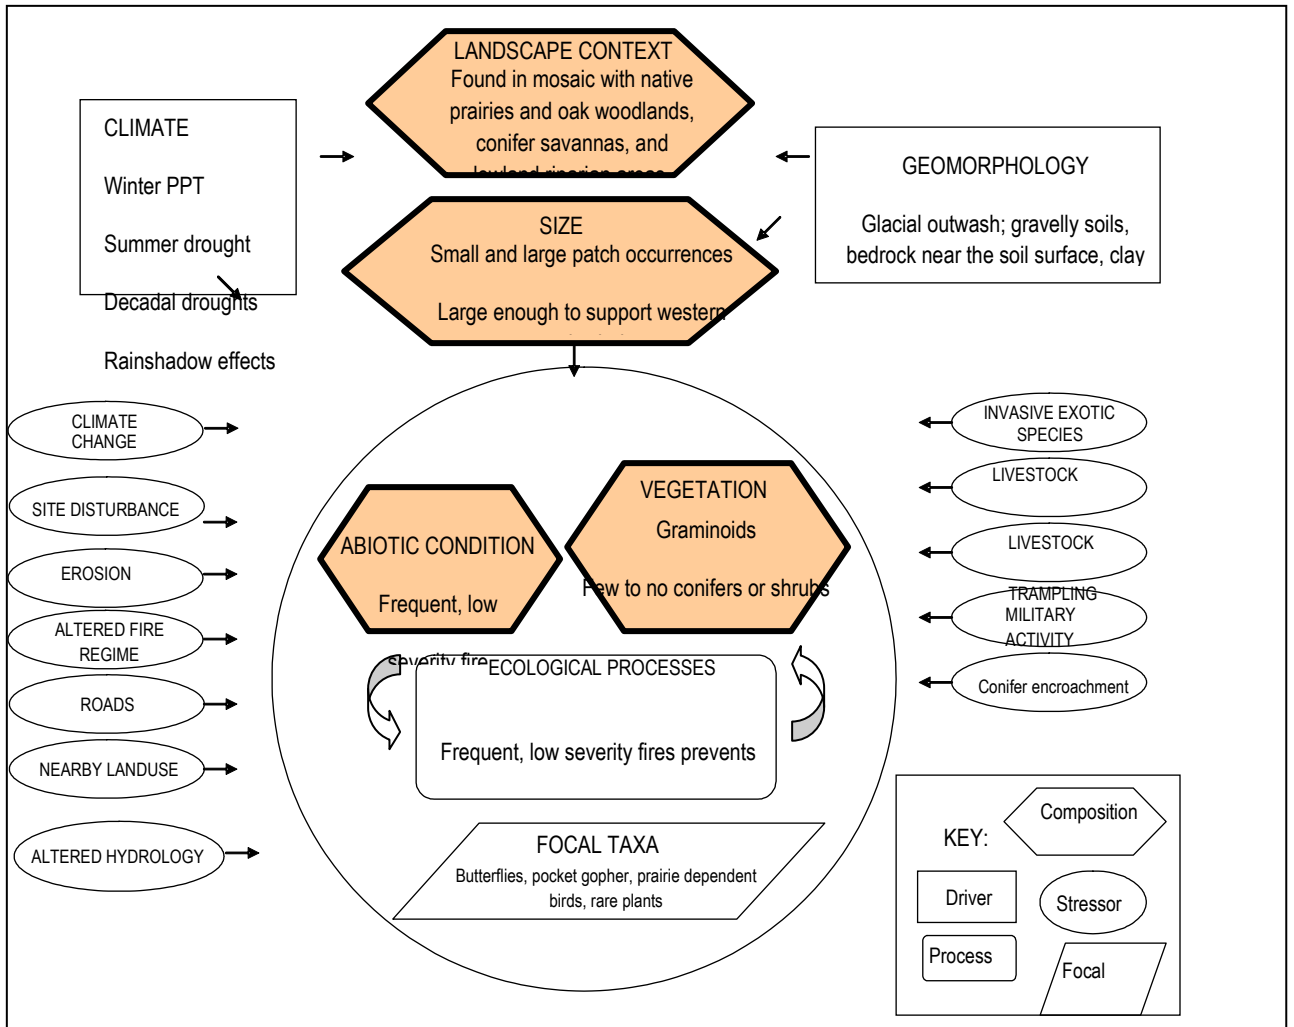 LANDSCAPE CONTEXT
Found in mosaic with native
prairies and oak woodlands,
conifer savannas, and
lowland riparian areas
CLIMATE
Winter PPT
Summer drought
Decadal droughts
Rainshadow effects
GEOMORPHOLOGY
Glacial outwash; gravelly soils,
bedrock near the soil surface, clay
SIZE
Small and large patch occurrences
Large enough to support western
CLIMATE
CHANGE
SITE DISTURBANCE
EROSION
ALTERED FIRE
REGIME
ROADS
NEARBY LANDUSE
ALTERED HYDROLOGY
ABIOTIC CONDITION
Frequent, low
severity fire
VEGETATION
Graminoids
Few to no conifers or shrubs
ECOLOGICAL PROCESSES
Frequent, low severity fires prevents
FOCAL TAXA
Butterflies, pocket gopher, prairie dependent
birds, rare plants
INVASIVE EXOTIC
SPECIES
LIVESTOCK
LIVESTOCK
TRAMPLING
MILITARY
ACTIVITY
Conifer encroachment
KEY:
Composition
Driver
Stressor
Process
Focal